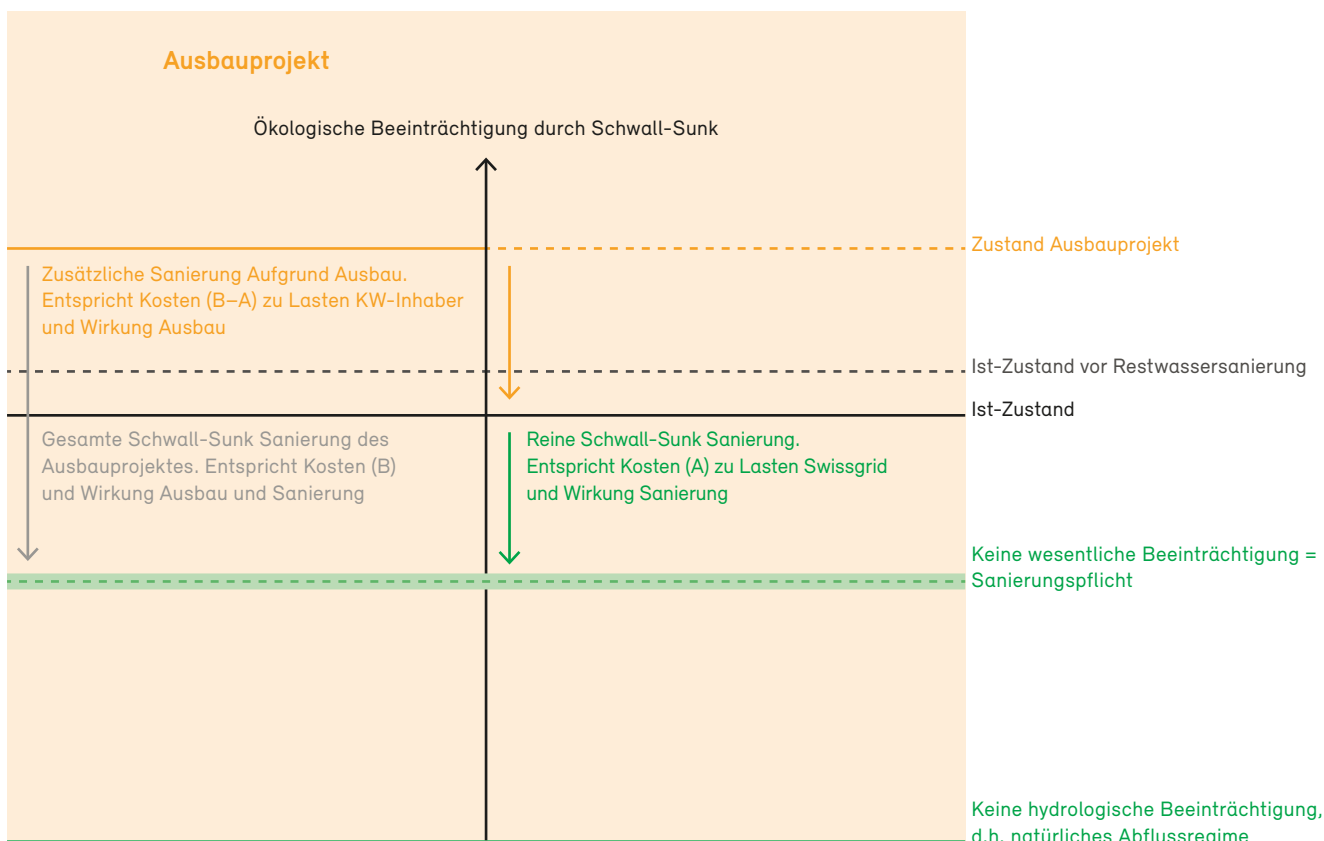 Ausbauprojekt
Ökologische Beeinträchtigung durch Schwall-Sunk
Zustand Ausbauprojekt
Zusätzliche Sanierung Aufgrund Ausbau.
Entspricht Kosten (B–A) zu Lasten KW-Inhaber
und Wirkung Ausbau
Ist-Zustand vor Restwassersanierung
Ist-Zustand
Gesamte Schwall-Sunk Sanierung des
Ausbauprojektes. Entspricht Kosten (B)
und Wirkung Ausbau und Sanierung
Reine Schwall-Sunk Sanierung.
Entspricht Kosten (A) zu Lasten Swissgrid
und Wirkung Sanierung
Keine wesentliche Beeinträchtigung =
Sanierungspflicht
Keine hydrologische Beeinträchtigung,
d.h. natürliches Abflussregime